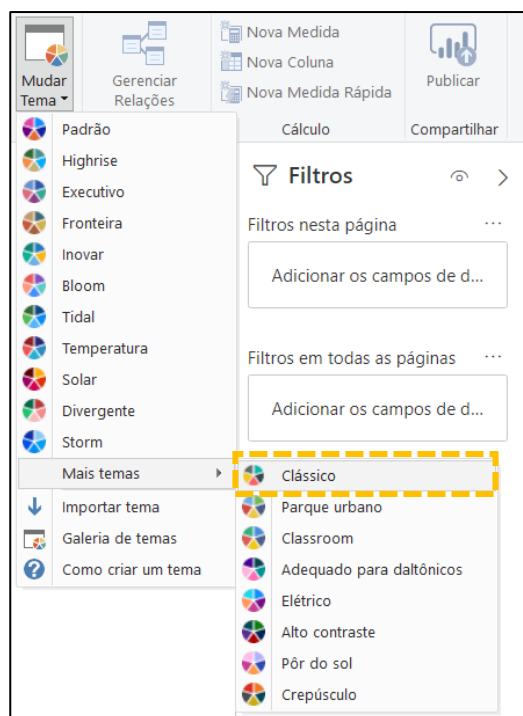 Mudar
Tema
Gerenciar
Relações
Nova Medida
Nova Coluna
Nova Medida Rápida
Cálculo
Publicar
Compartilhar
Padrão
Highrise
Executivo
Fronteira
Inovar
Bloom
Tidal
Temperatura
Solar
Divergente
Storm
Mais temas
Importar tema
Galeria de temas
Como criar um tema
Filtros
Filtros nesta página ...
Adicionar os campos de d...
Filtros em todas as páginas ...
Adicionar os campos de d...
Clássico
Parque urbano
Classroom
Adequado para daltônicos
Elétrico
Alto contraste
Pôr do sol
Crepúsculo